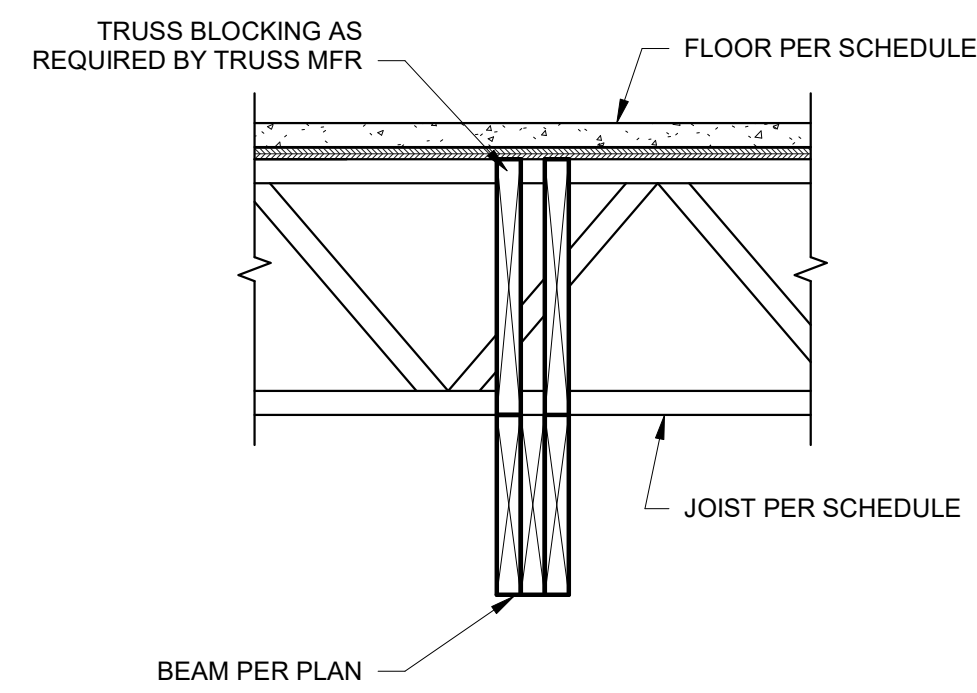 TRUSS BLOCKING AS
REQUIRED BY TRUSS MFR
FLOOR PER SCHEDULE
JOIST PER SCHEDULE
BEAM PER PLAN